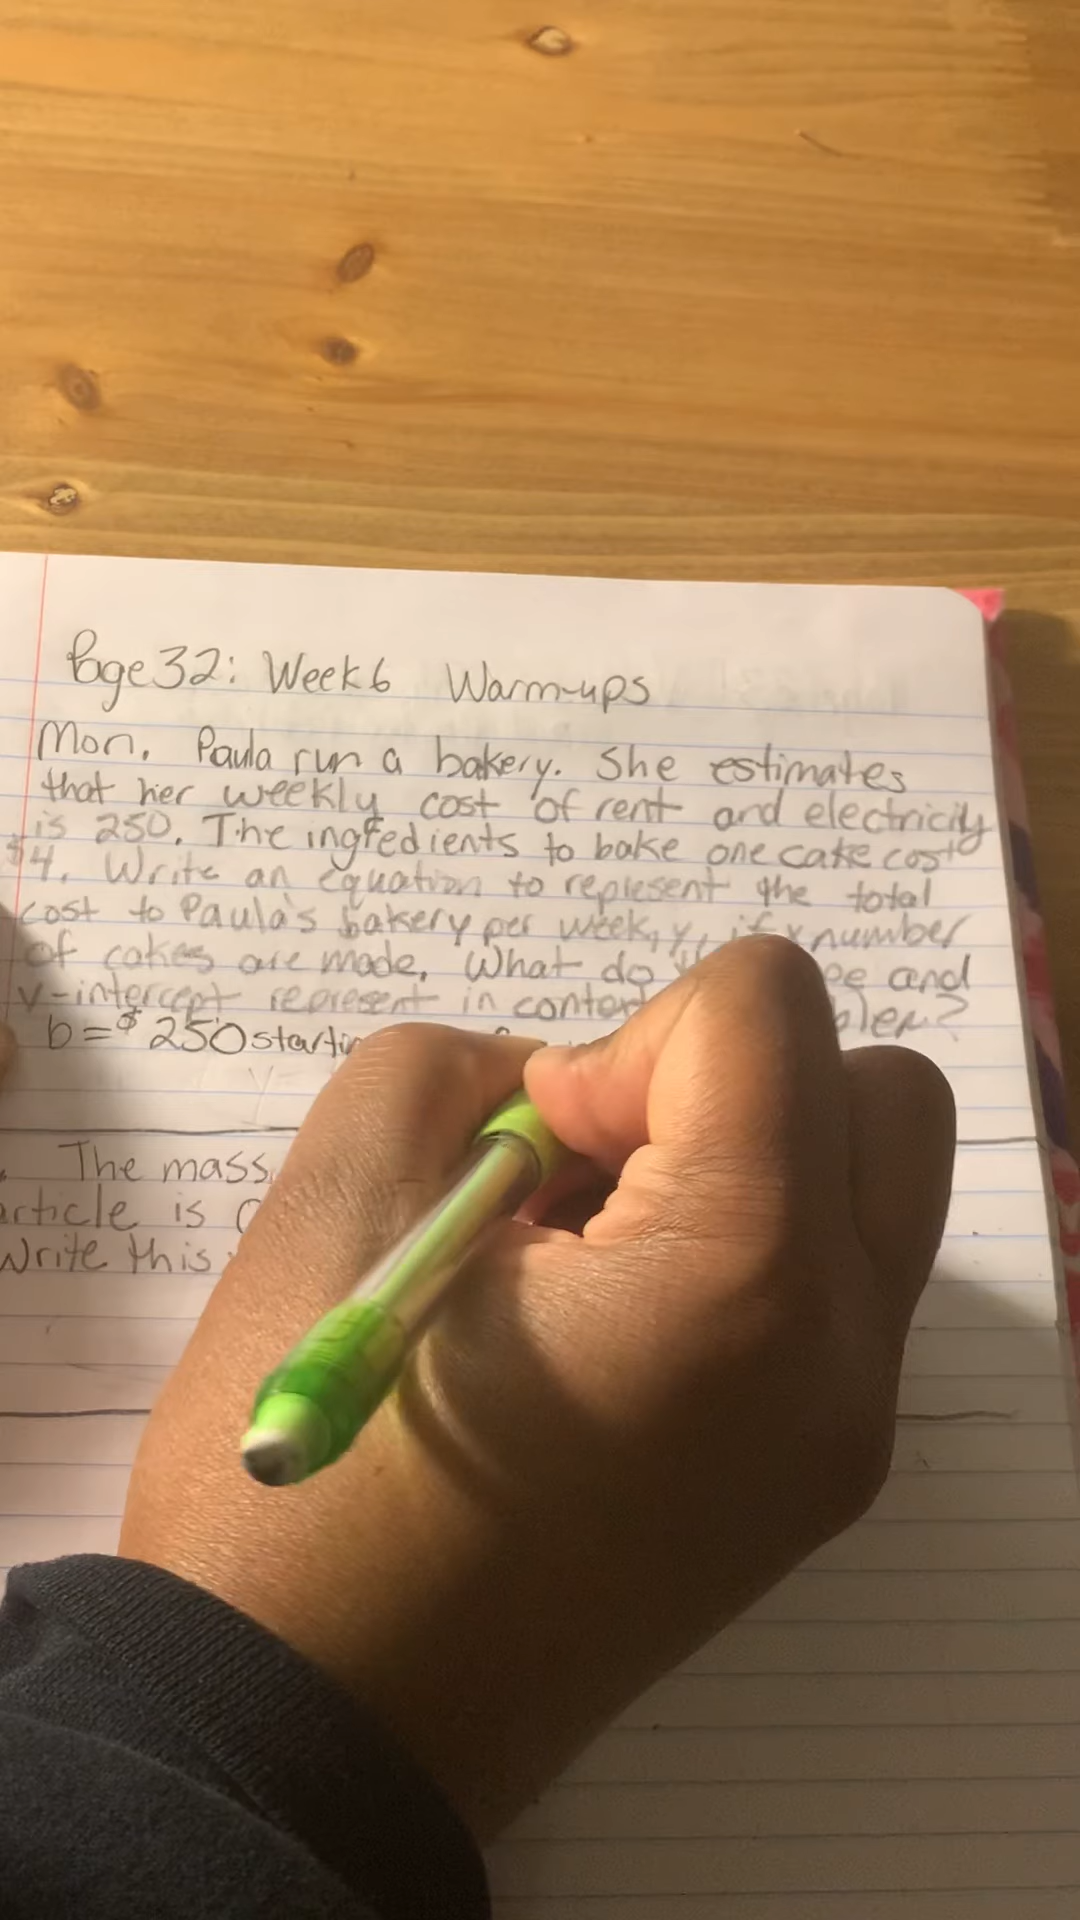 Page 32: Week 6 Warm-ups
Mon. Paula run a bakery. She estimates
that her weekly cost of rent and electricity
is 250. The ingredients to bake one cake cost
$4. Write an equation to represent the total
cost to Paula's bakery per week, y, if x number
of cakes are made. What do and
y-intercept represent in
b = $250
The mass
article is
Write this